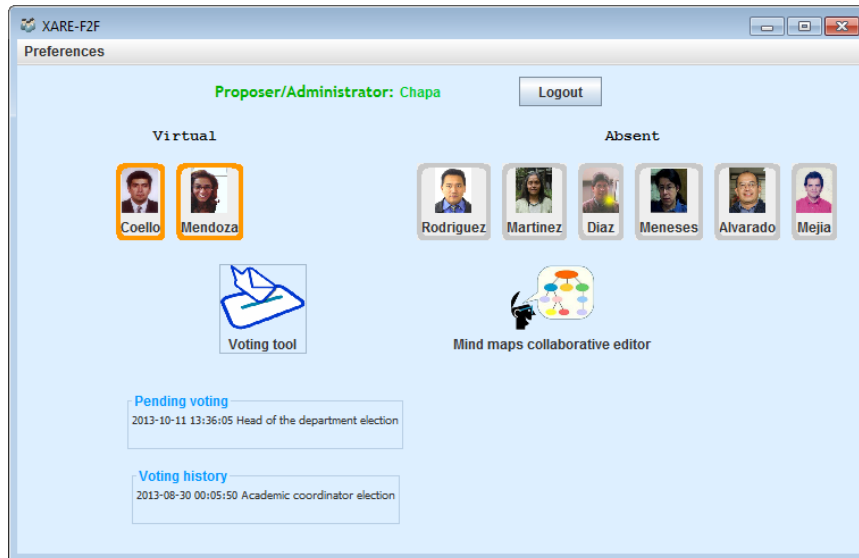 XARE-F2F
Preferences
Proposer/Administrator: Chapa
Logout
Virtual
Absent
Coello
Mendoza
Rodriguez
Martinez
Diaz
Meneses
Alvarado
Mejia
Voting tool
Mind maps collaborative editor
Pending voting
2013-10-11 13:36:05 Head of the department election
Voting history
2013-08-30 00:05:50 Academic coordinator election